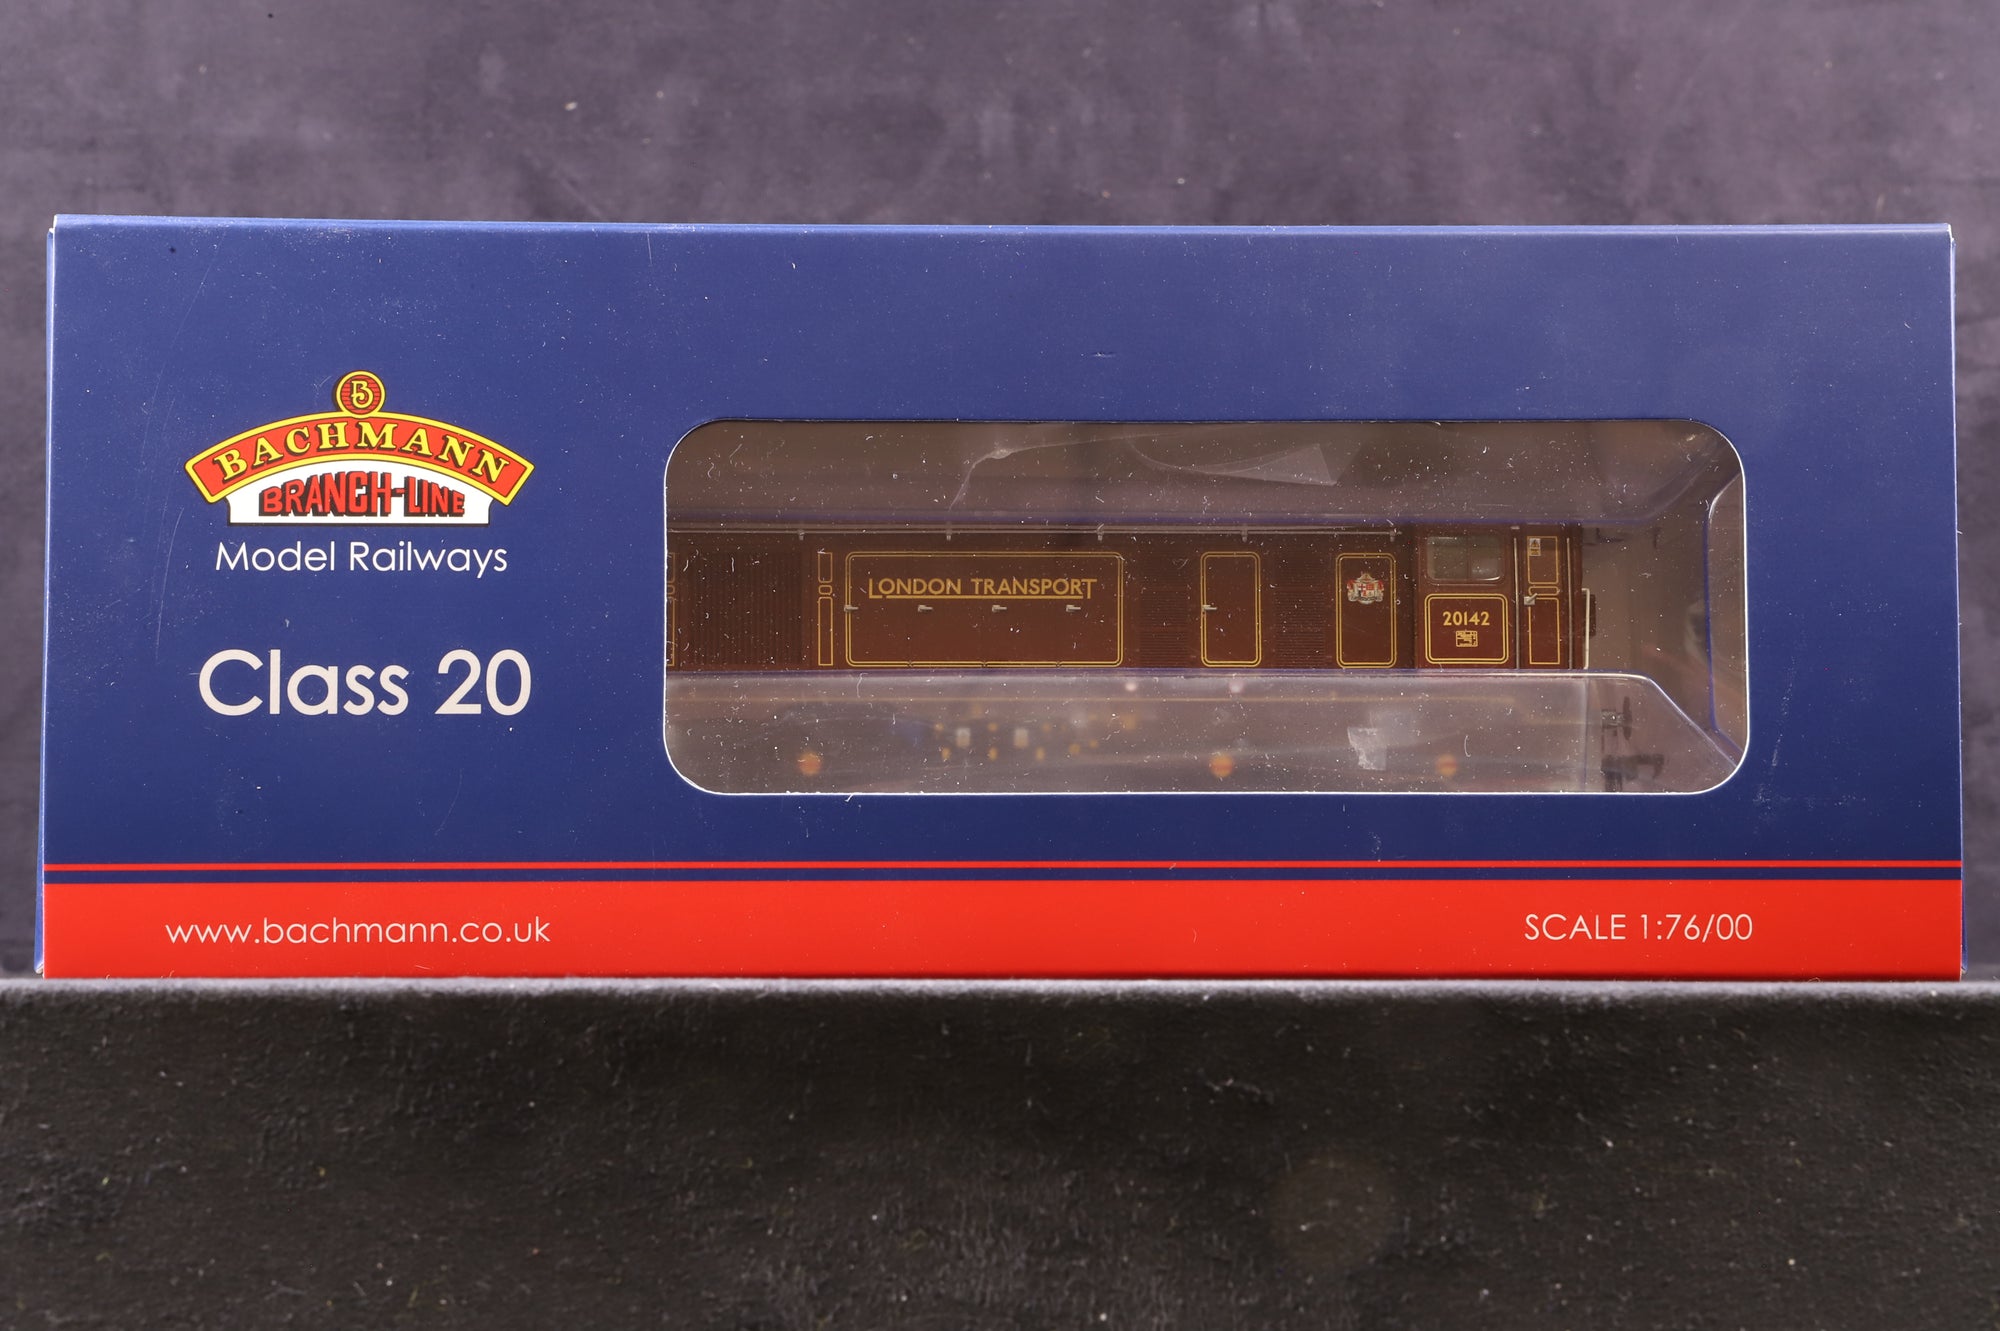 B
BACHMANN
BRANCH-LINE
Model Railways
Class 20
LONDON TRANSPORT
20142
www.bachmann.co.uk
SCALE 1:76/00